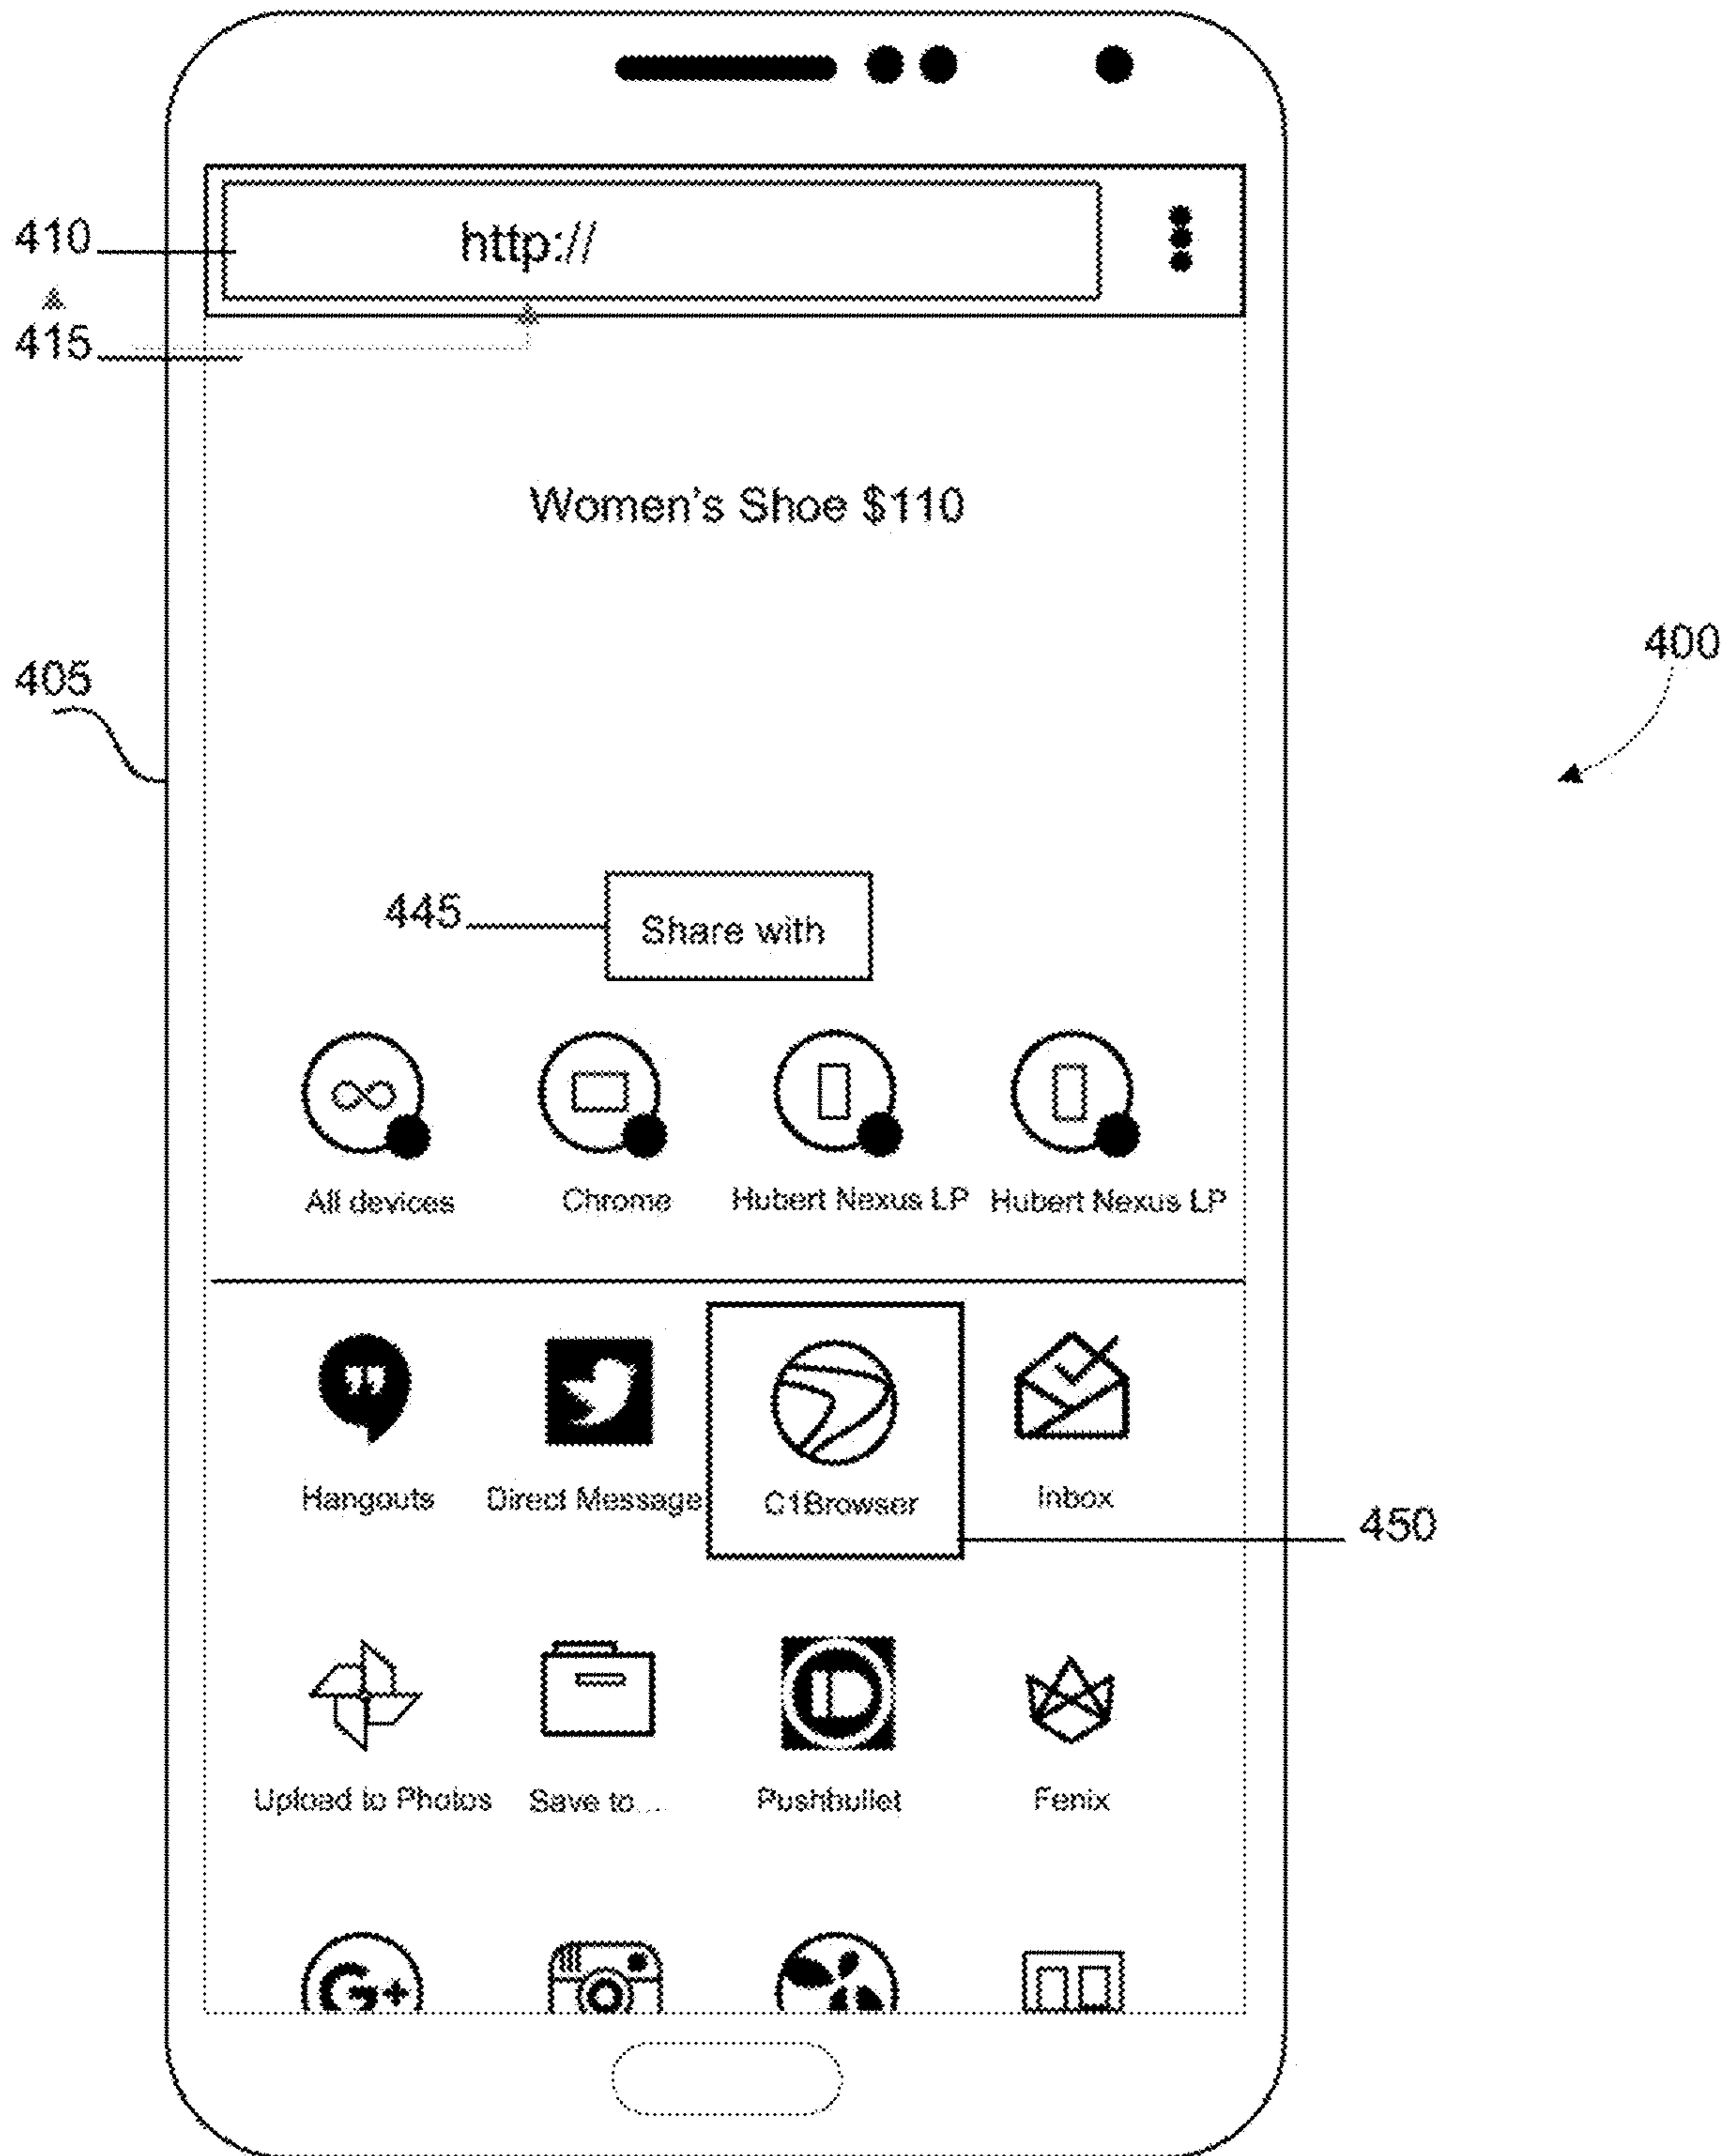 410
http://
415
Women's Shoe $110
400
405
445
Share with
All devices
Chrome
Hubert Nexus LP
Hubert Nexus LP
Hangouts
Direct Message
C1Browser
Inbox
450
Upload to Photos
Save to...
Pushbullet
Fenix
G+